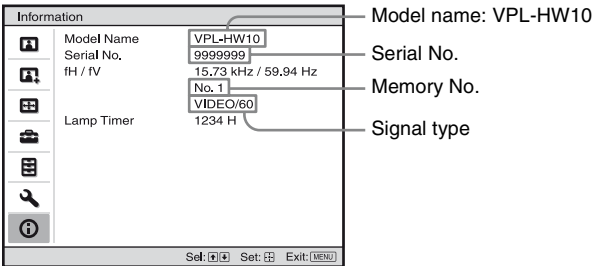 Information
Model Name VPL-HW10
Serial No. 9999999
fH / fV 15.73 kHz / 59.94 Hz
No. 1
VIDEO/60
Lamp Timer 1234 H
Sel: Set: Exit: MENU
Model name: VPL-HW10
Serial No.
Memory No.
Signal type